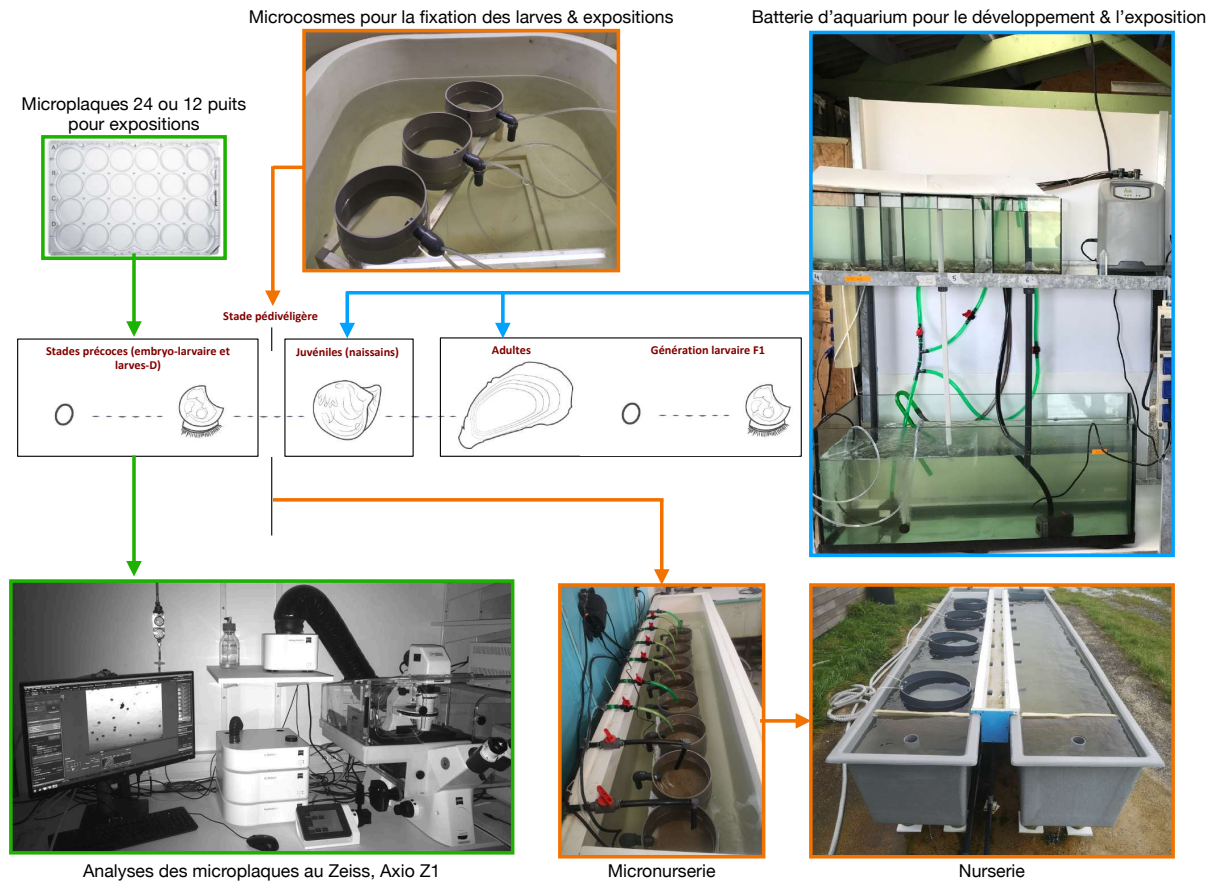 Microcosmes pour la fixation des larves & expositions
Batterie d’aquarium pour le développement & l’exposition
Microplaques 24 ou 12 puits
pour expositions
Stade pédivéligère
Stades précoces (embryo-larvaire et
larves-D)
Juvéniles (naissains)
Adultes
Génération larvaire F1
Analyses des microplaques au Zeiss, Axio Z1
Micronurserie
Nurserie